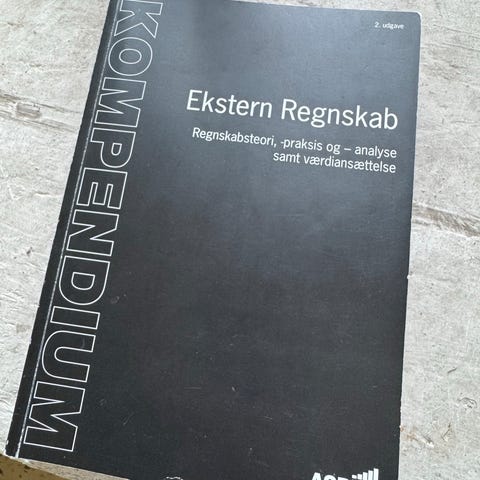 2. udgave
KOMPENDIUM
Ekstern Regnskab
Regnskabsteori, -praksis og – analyse
samt værdiansættelse